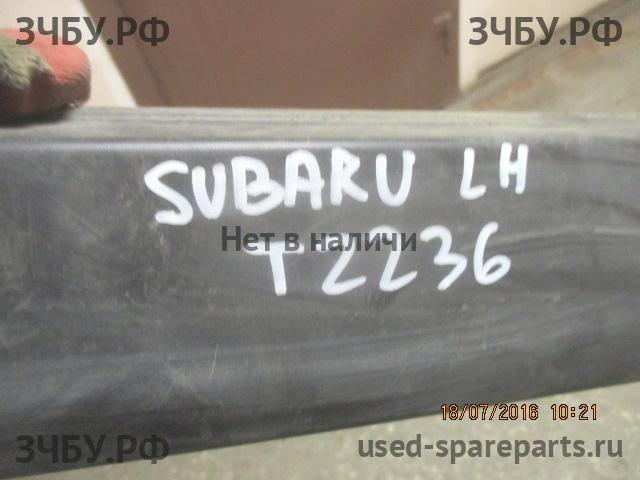 ЗЧБУ.РФ ЗЧБУ.РФ
SUBARU LH
Нет в наличи
T2236
18/07/2016 10:21
ЗЧБУ.РФ used-spareparts.ru